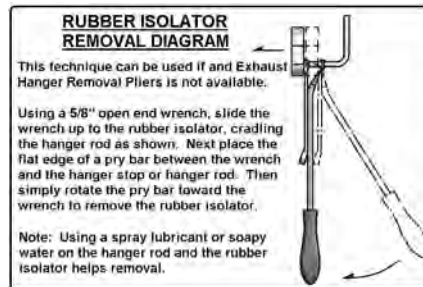 RUBBER ISOLATOR
REMOVAL DIAGRAM
This technique can be used if and Exhaust
Hanger Removal Pliers is not available.
Using a 5/8" open end wrench, slide the
wrench up to the rubber isolator, cradling
the hanger rod as shown. Next place the
flat edge of a pry bar between the wrench
and the hanger stop or hanger rod. Then
simply rotate the pry bar toward the
wrench to remove the rubber isolator.
Note: Using a spray lubricant or soapy
water on the hanger rod and the rubber
isolator helps removal.